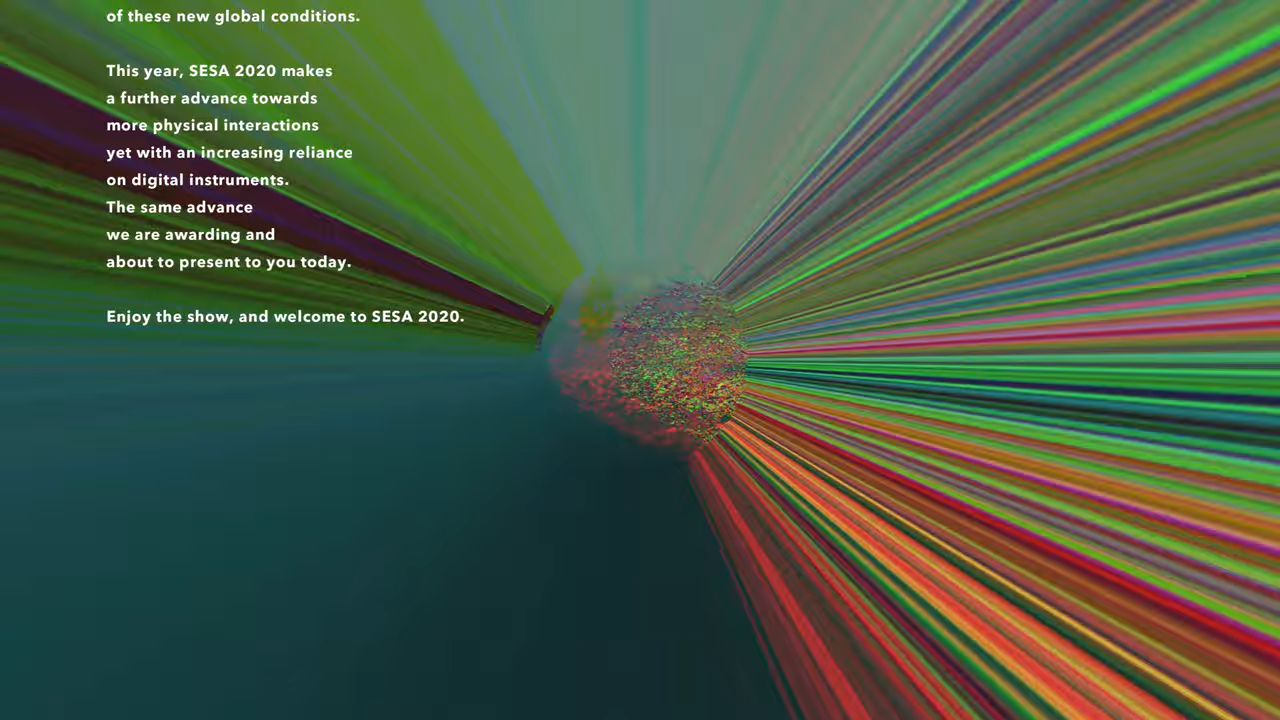 of these new global conditions.
This year, SESA 2020 makes
a further advance towards
more physical interactions
yet with an increasing reliance
on digital instruments.
The same advance
we are awarding and
about to present to you today.
Enjoy the show, and welcome to SESA 2020.